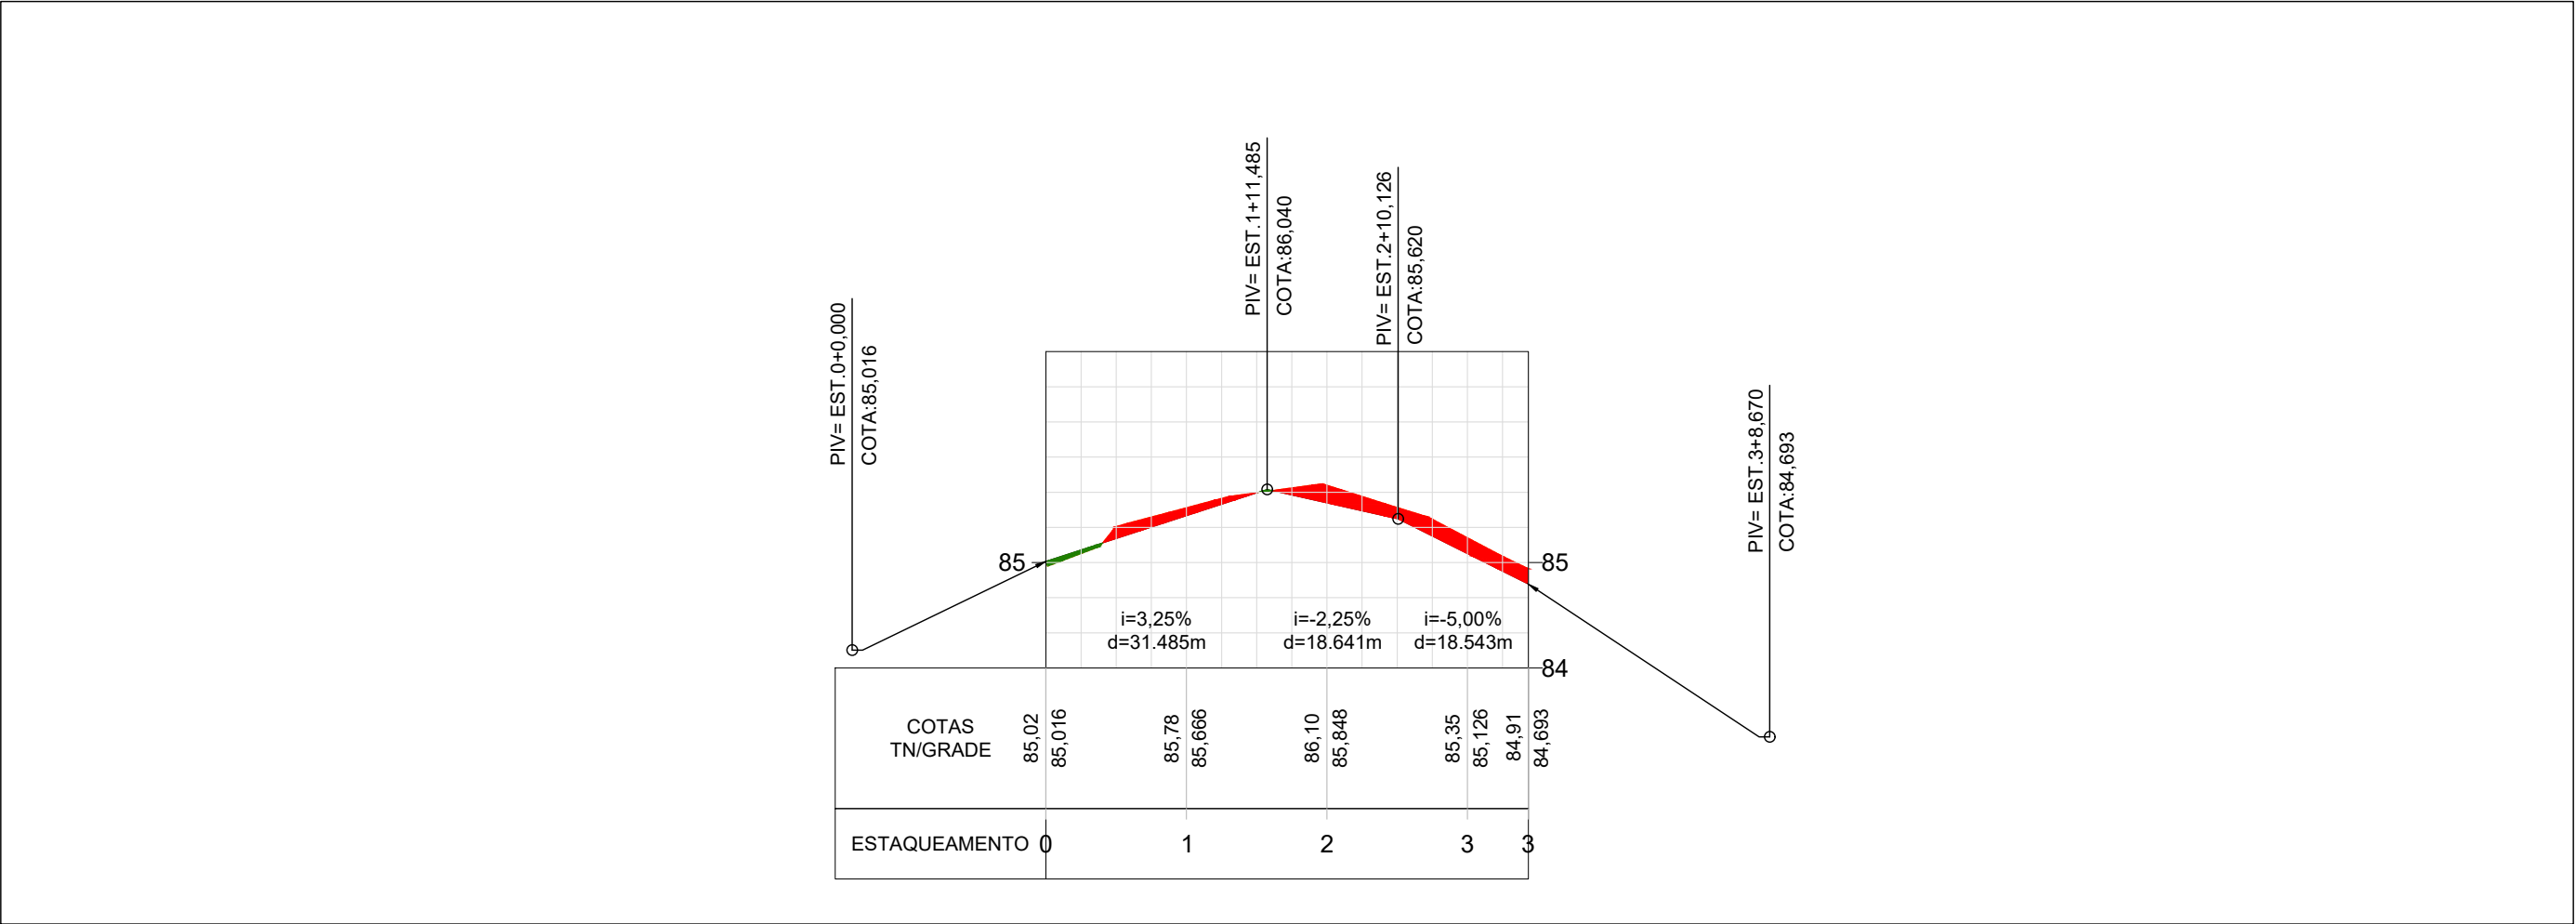 PIV= EST.0+0,000
COTA:85,016
PIV= EST.1+11,485
COTA:86,040
PIV= EST.2+10,126
COTA:85,620
PIV= EST.3+8,670
COTA:84,693
85
85
84
i=3,25%
d=31.485m
i=-2,25%
d=18.641m
i=-5,00%
d=18.543m
COTAS
TN/GRADE
85,02
85,016
85,78
85,666
86,10
85,848
85,35
85,126
84,91
84,693
ESTAQUEAMENTO 0 1 2 3 3